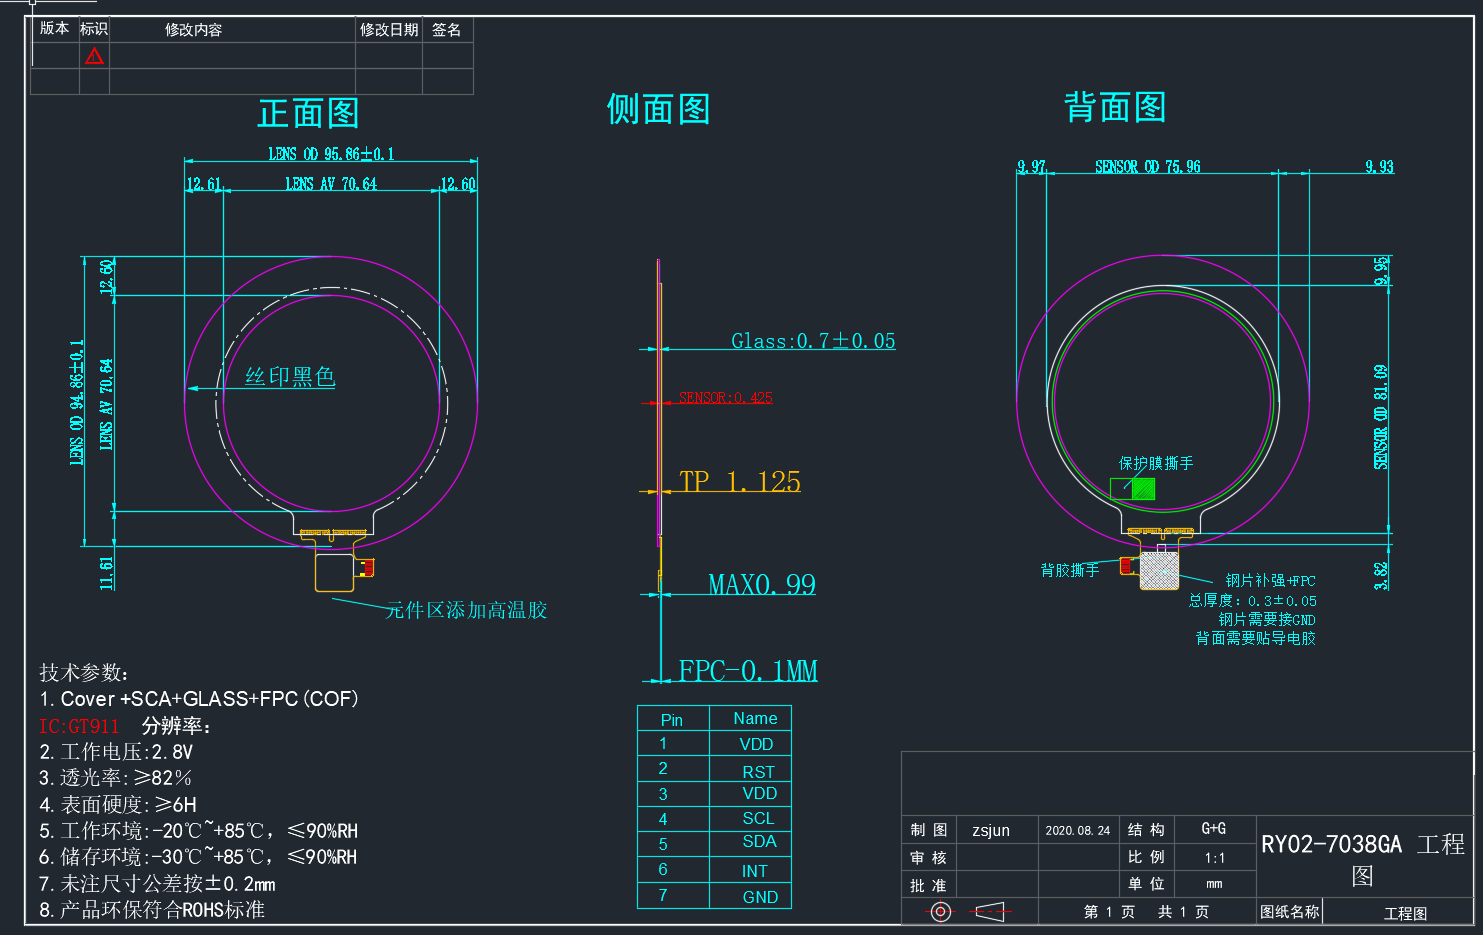 版本 标识 修改内容 修改日期 签名
正面图
侧面图
背面图
LENS OD 95.86±0.1
12.61 LENS AV 70.64 12.60
9.97 SENSOR OD 75.96 9.93
12.60
LENS OD 94.86±0.1
LENS AV 70.64
11.61
丝印黑色
元件区添加高温胶
Glass:0.7±0.05
SENSOR:0.425
TP 1.125
MAX0.99
FPC-0.1MM
9.95
SENSOR OD 81.09
3.82
保护膜撕手
背胶撕手
钢片补强+FPC
总厚度：0.3±0.05
钢片需要接GND
背面需要贴导电胶
技术参数:
1. Cover +SCA+GLASS+FPC(COF)
IC:GT911 分辨率:
2.工作电压:2.8V
3.透光率:≥82%
4.表面硬度:≥6H
5.工作环境:-20℃~+85℃，≤90%RH
6.储存环境:-30℃~+85℃，≤90%RH
7.未注尺寸公差按±0.2mm
8.产品环保符合ROHS标准
Pin Name
1 VDD
2 RST
3 VDD
4 SCL
5 SDA
6 INT
7 GND
制 图 zsjun 2020.08.24 结 构 G+G
审 核 比 例 1:1
批 准 单 位 mm
RY02-7038GA 工程
图
第 1 页 共 1 页 图纸名称 工程图